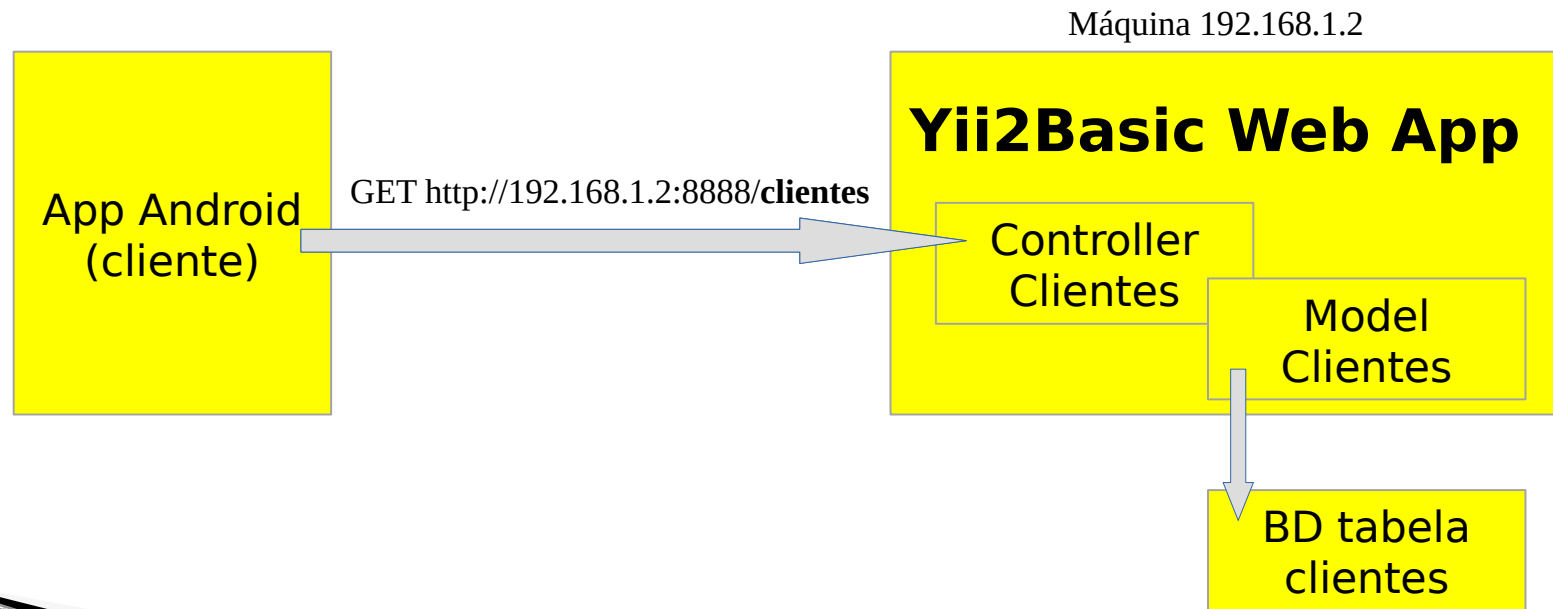 Máquina 192.168.1.2
Yii2Basic Web App
App Android
(cliente)
GET http://192.168.1.2:8888/clientes
Controller
Clientes
Model
Clientes
BD tabela
clientes